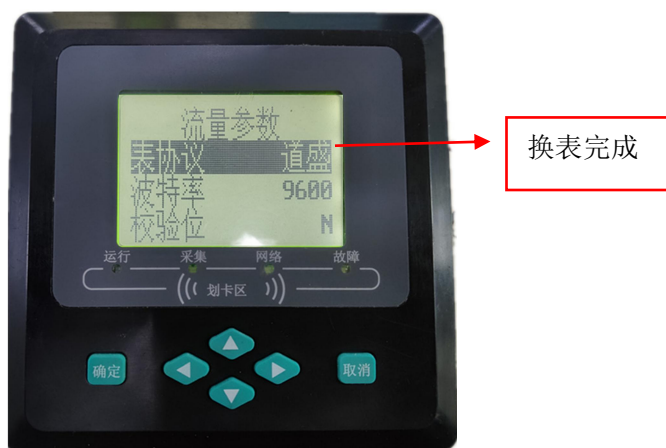 流量参数
表协议 道盛
波特率 9600
校验位 N
换表完成
运行 采集 网络 故障
划卡区
确定 取消